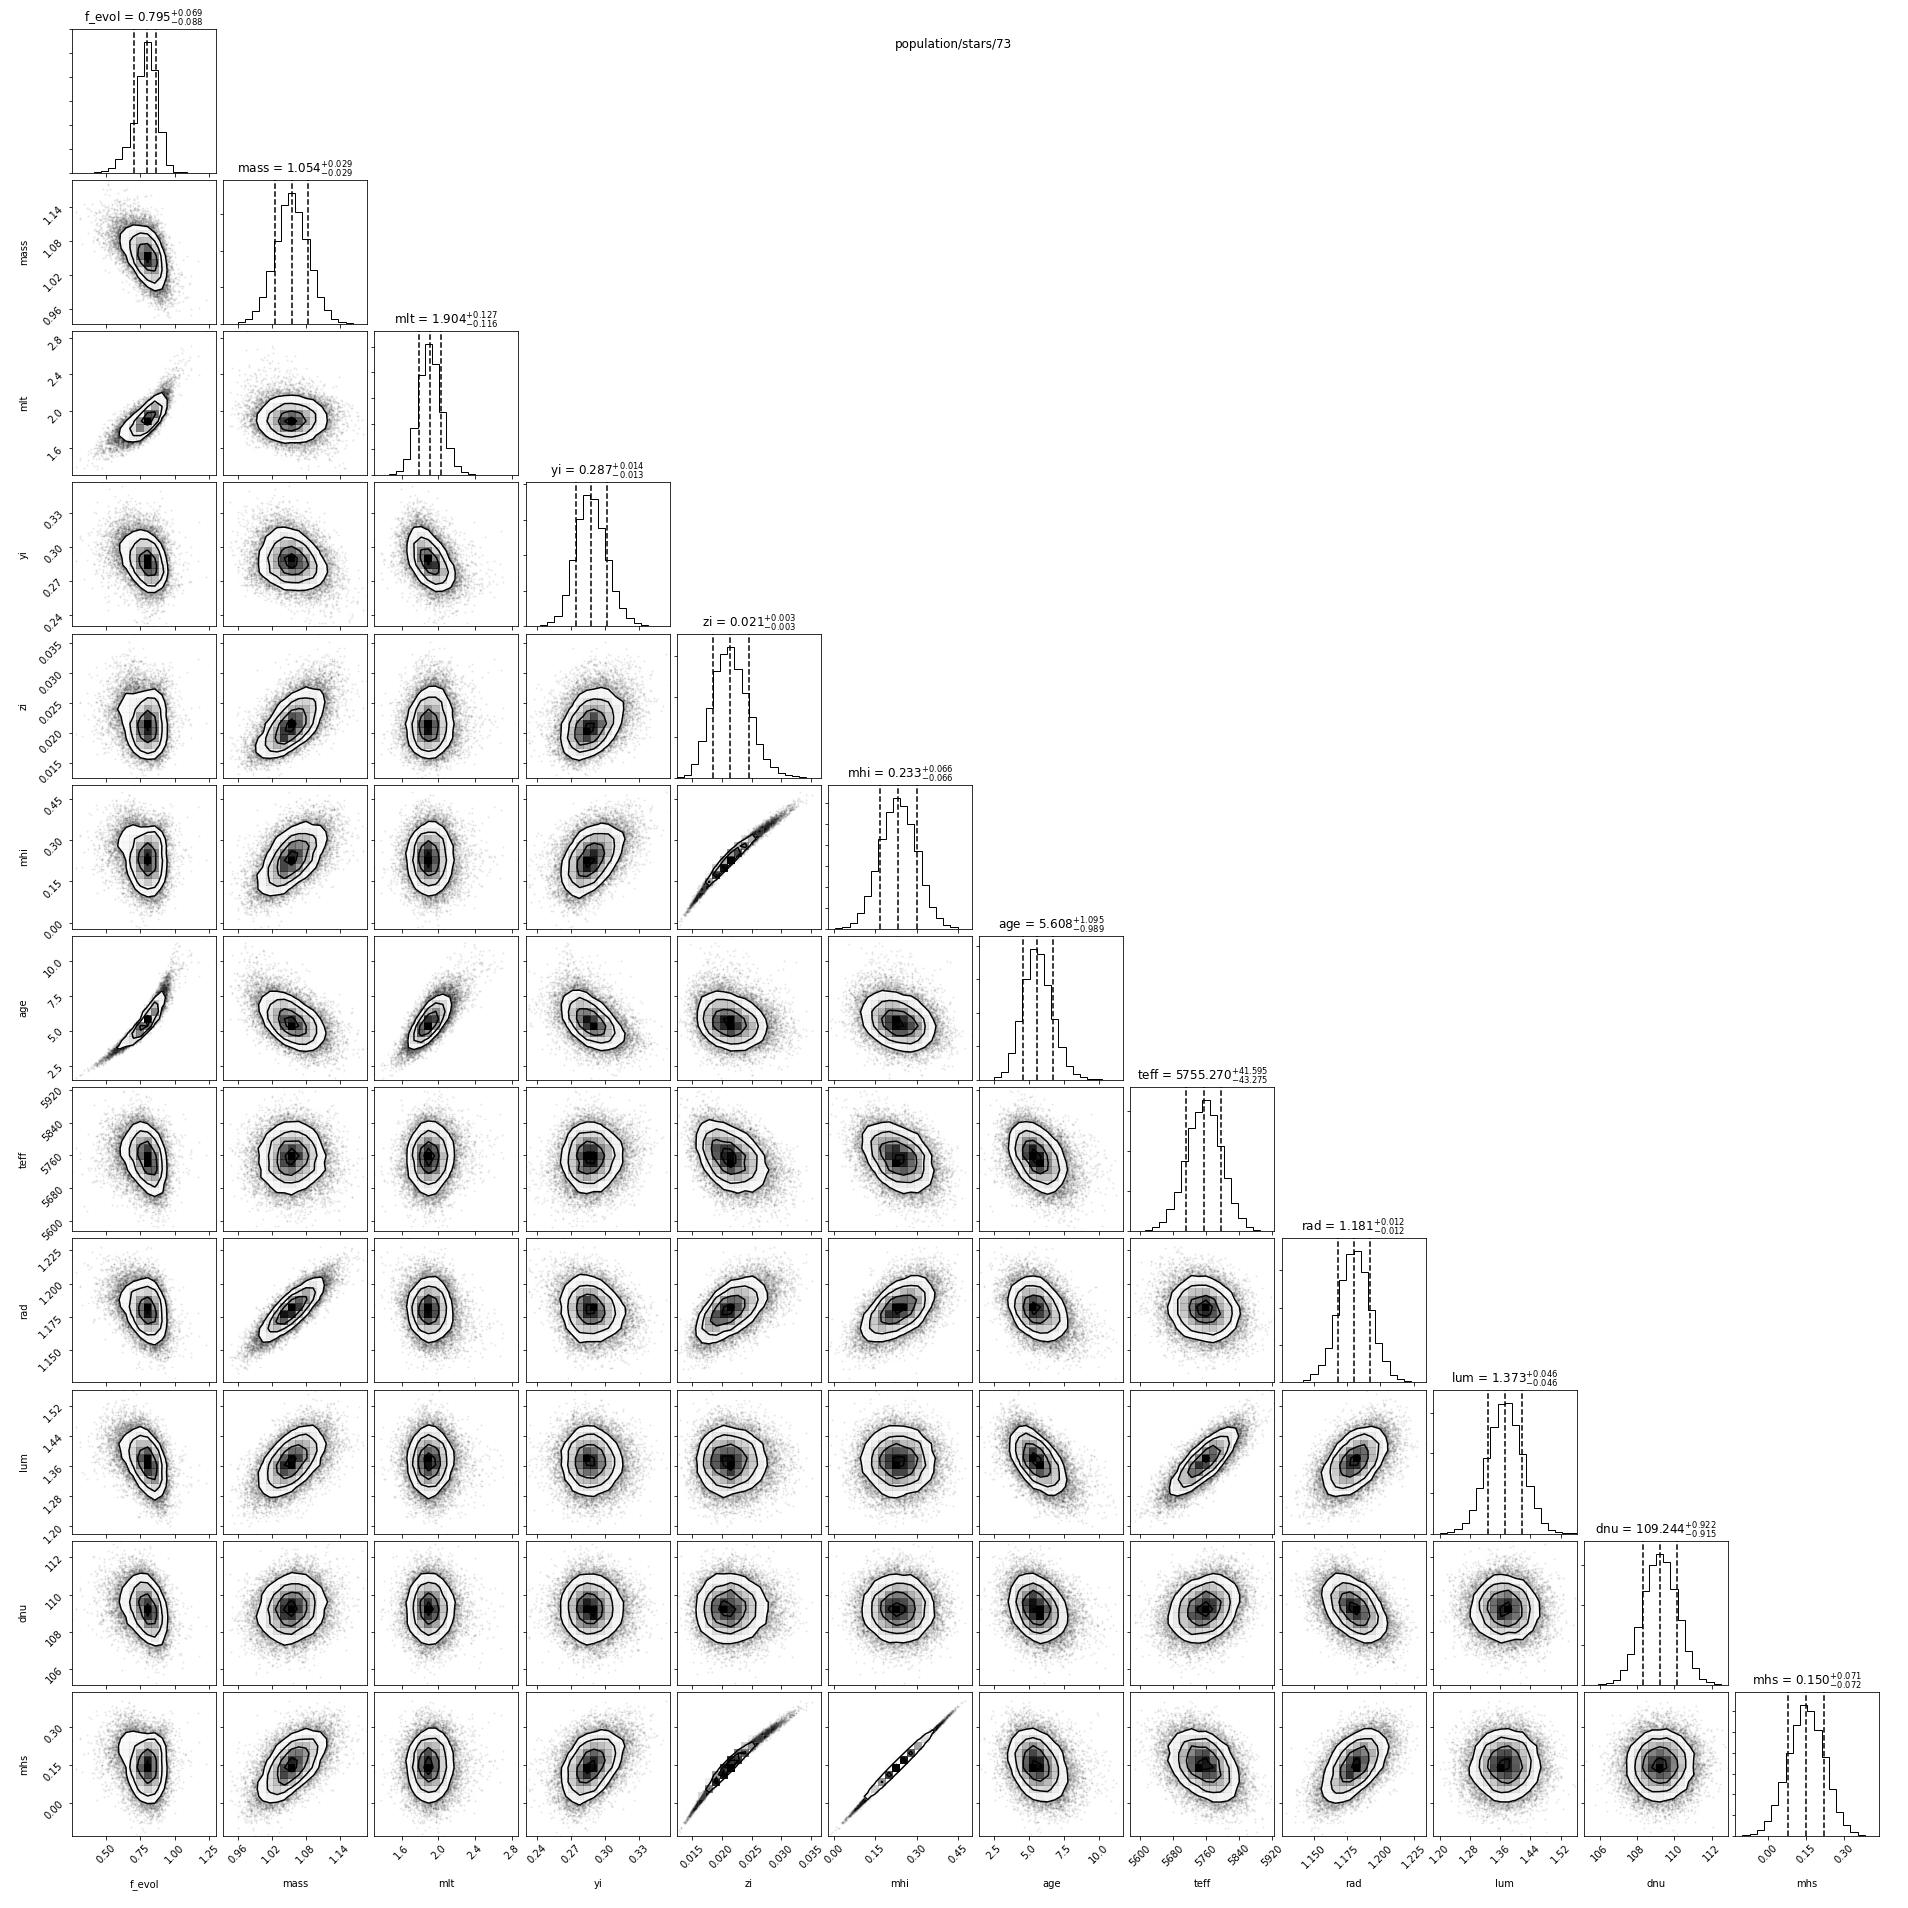 f_evol = 0.795 +0.069 −0.088
population/stars/73
mass = 1.054 +0.029 −0.029
1.14
1.08
1.02
0.96
mass
mlt = 1.904 +0.127 −0.116
2.8
2.4
2.0
1.6
mlt
yi = 0.287 +0.014 −0.013
0.33
0.30
0.27
0.24
yi
zi = 0.021 +0.003 −0.003
0.035
0.030
0.025
0.020
0.015
zi
mhi = 0.233 +0.066 −0.066
0.45
0.30
0.15
0.00
mhi
age = 5.608 +1.095 −0.989
10.0
7.5
5.0
2.5
age
teff = 5755.270 +41.595 −43.275
5920
5840
5760
5680
5600
teff
rad = 1.181 +0.012 −0.012
1.225
1.200
1.175
1.150
rad
lum = 1.373 +0.046 −0.046
1.52
1.44
1.36
1.28
1.20
lum
dnu = 109.244 +0.922 −0.915
112
110
108
106
dnu
mhs = 0.150 +0.071 −0.072
0.30
0.15
0.00
mhs
0.50 0.75 1.00 1.25 0.96 1.02 1.08 1.14 1.6 2.0 2.4 2.8 0.24 0.27 0.30 0.33 0.015 0.020 0.025 0.030 0.035 0.00 0.15 0.30 0.45 2.5 5.0 7.5 10.0 5600 5680 5760 5840 5920 1.150 1.175 1.200 1.225 1.20 1.28 1.36 1.44 1.52 106 108 110 112 0.00 0.15 0.30
f_evol mass mlt yi zi mhi age teff rad lum dnu mhs